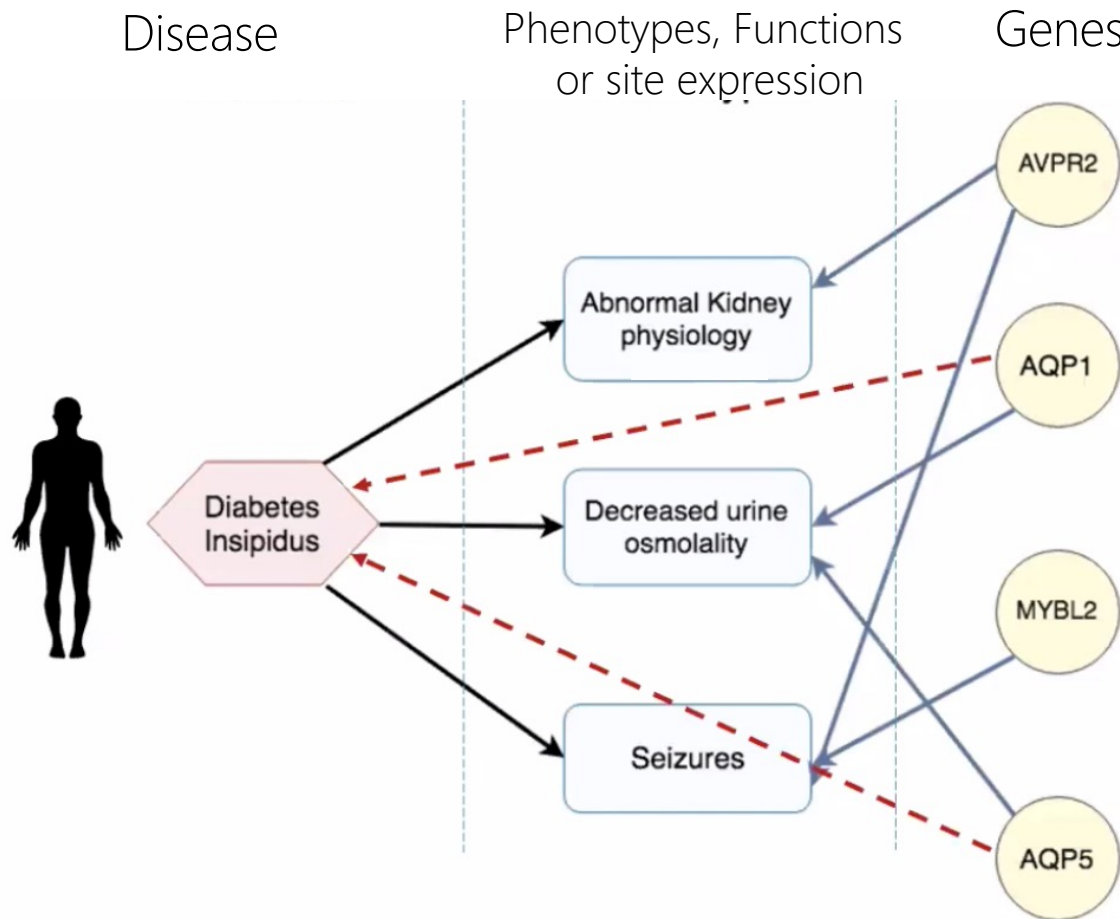 Disease
Phenotypes, Functions
or site expression
Genes
AVPR2
Abnormal Kidney
physiology
AQP1
Diabetes
Insipidus
Decreased urine
osmolality
MYBL2
Seizures
AQP5